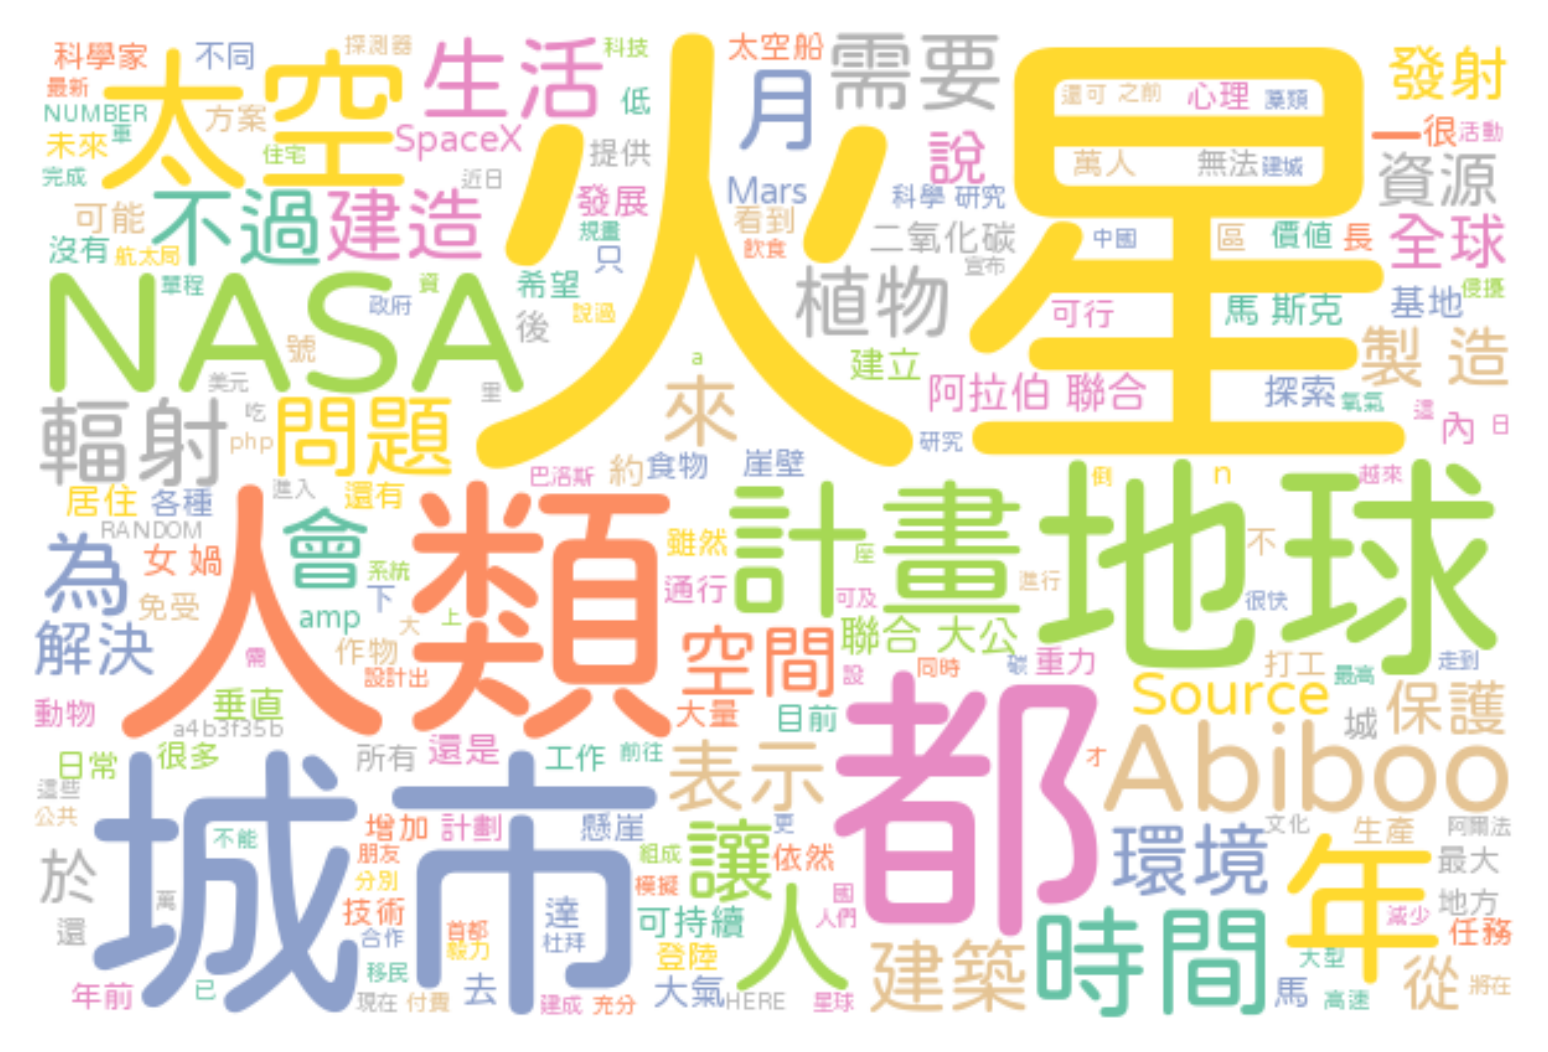 科學家 不同 探測器 生活 科技 太空船 需要 發射
最新 太空 火星 月 還可 之前 心理 藻類
NUMBER 車 方案 低 一 很 活動
未來 住宅 SpaceX 提供 說 萬人 無法 建城 資源
完成 近日 Mars 科學 研究
可能 不過 建造 發展 看到 二氧化碳 中國 區 價值 長 全球
沒有 航太局 規畫 只 飲食 宣布
NASA 單程 政府 資 希望 說過 植物 可行 馬 斯克 基地 侵擾
號 後 建立 製 造
美元 里 a 來 阿拉伯 聯合 探索 氧氣
輻射 吃 php 問題 研究 這 內 日
居住 各種 進入 還有 巴洛斯 約 食物 崖壁 倒 n 越來
RANDOM 人類 會 計畫 地球
為 女 媧 系統 雖然 座 不
免受 amp 下 通行 可及 進行 很快
解決 大 上 作物 空間 聯合 大公
需 設計出 設 同時 碳 重力 打工 最高 走到
動物 垂直 大量 目前 都 Source 城 保護
a4b3f35b
日常 很多 所有 還是 工作 前往 表示 才 Abiboo
這些
公共 城市 不能 增加 計劃 懸崖 更 環境 文化 生產 阿爾法
於 朋友 組成 讓 依然 年 最大
分別 模擬
萬 技術 達 國 地方
還 首都 可持續 人 人們 時間 減少 任務
合作 毅力 杜拜 登陸 建築 大型
移民 從
年前 已 現在 付費 去 建成 充分 大氣 HERE 星球 馬 高速 將在